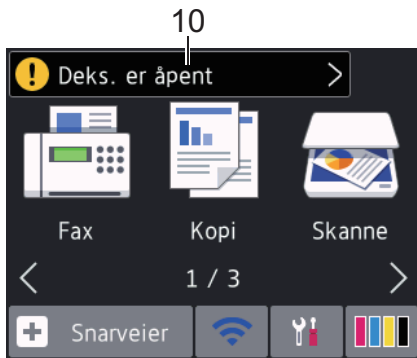 10
Deks. er åpent
Fax Kopi Skanne
1 / 3
Snarveier